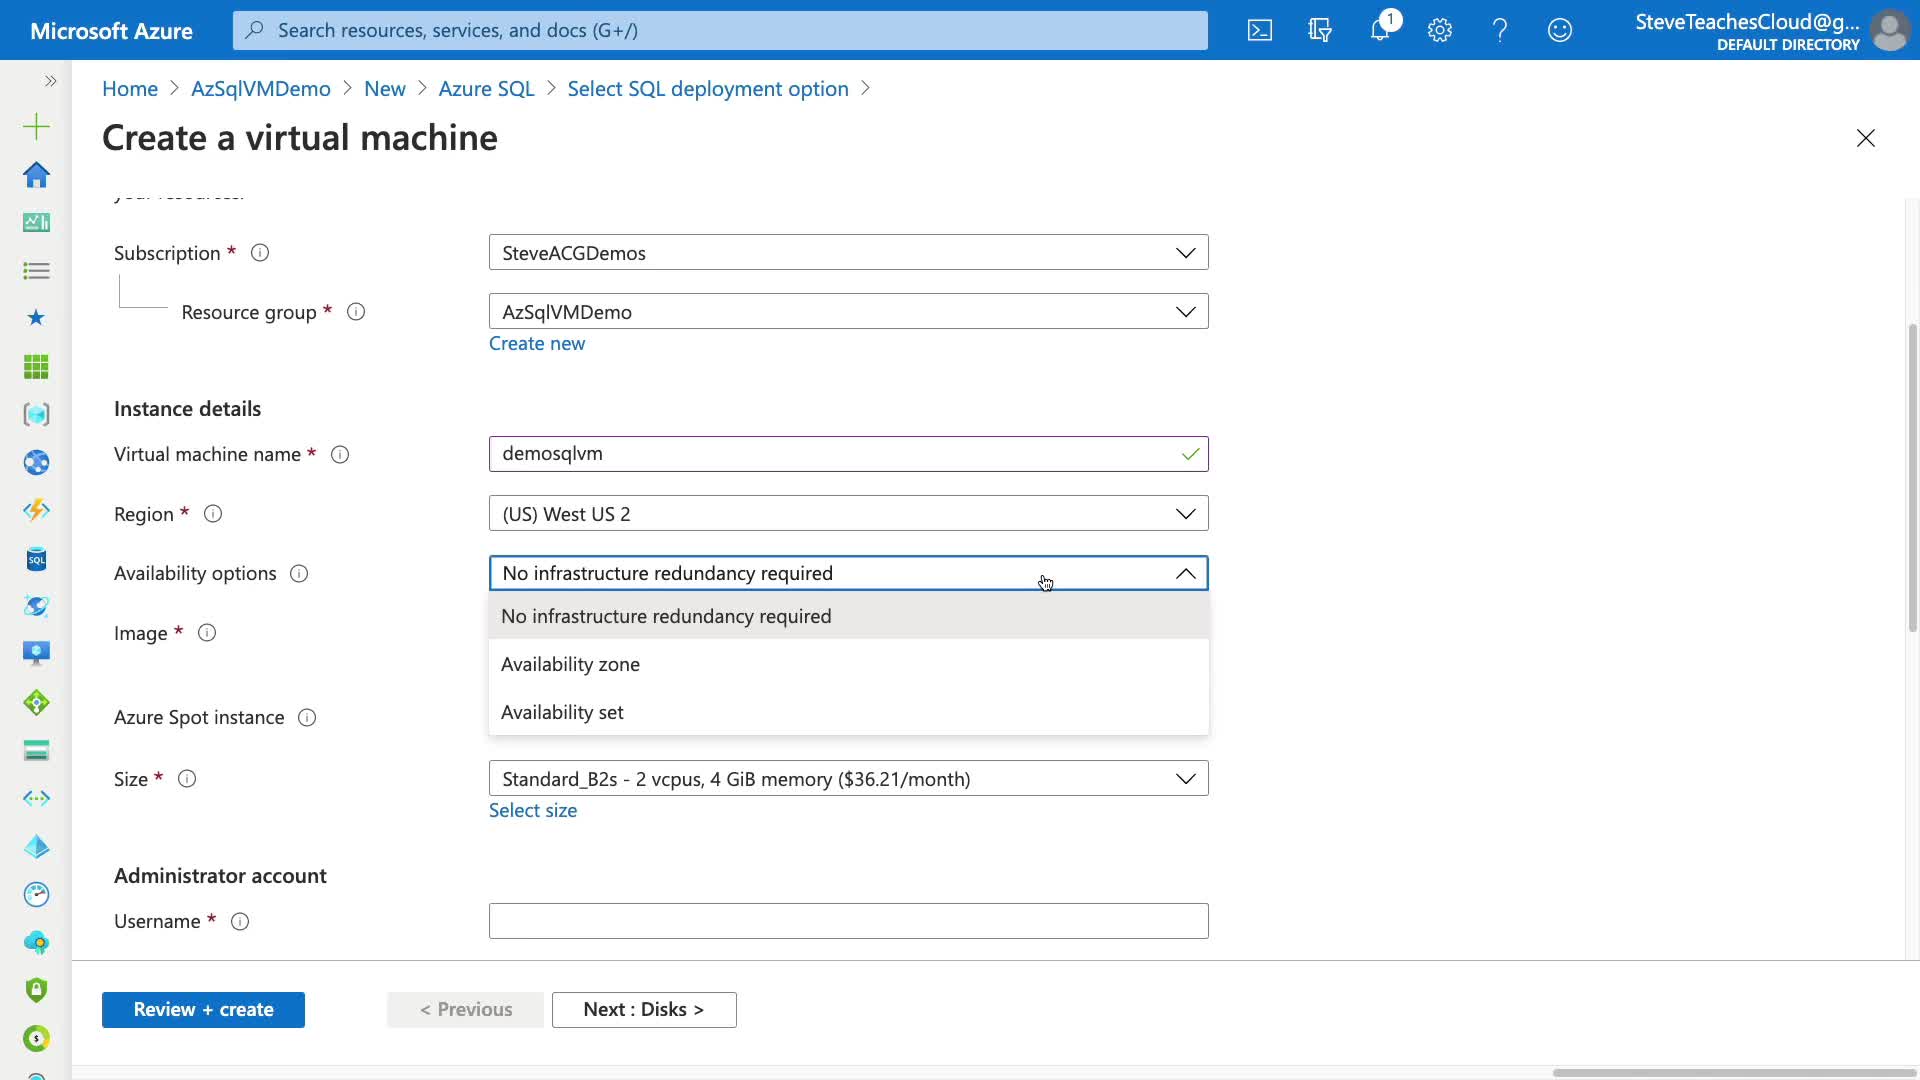 Microsoft Azure
Search resources, services, and docs (G+/)
1
SteveTeachesCloud@g...
DEFAULT DIRECTORY
Home > AzSqlVMDemo > New > Azure SQL > Select SQL deployment option >
Create a virtual machine
your resources.
Subscription *
SteveACGDemos
Resource group *
AzSqlVMDemo
Create new
Instance details
Virtual machine name *
demosqlvm
Region *
(US) West US 2
Availability options
No infrastructure redundancy required
No infrastructure redundancy required
Image *
Availability zone
Availability set
Azure Spot instance
Size *
Standard_B2s - 2 vcpus, 4 GiB memory ($36.21/month)
Select size
Administrator account
Username *
Review + create
< Previous
Next : Disks >
SQL